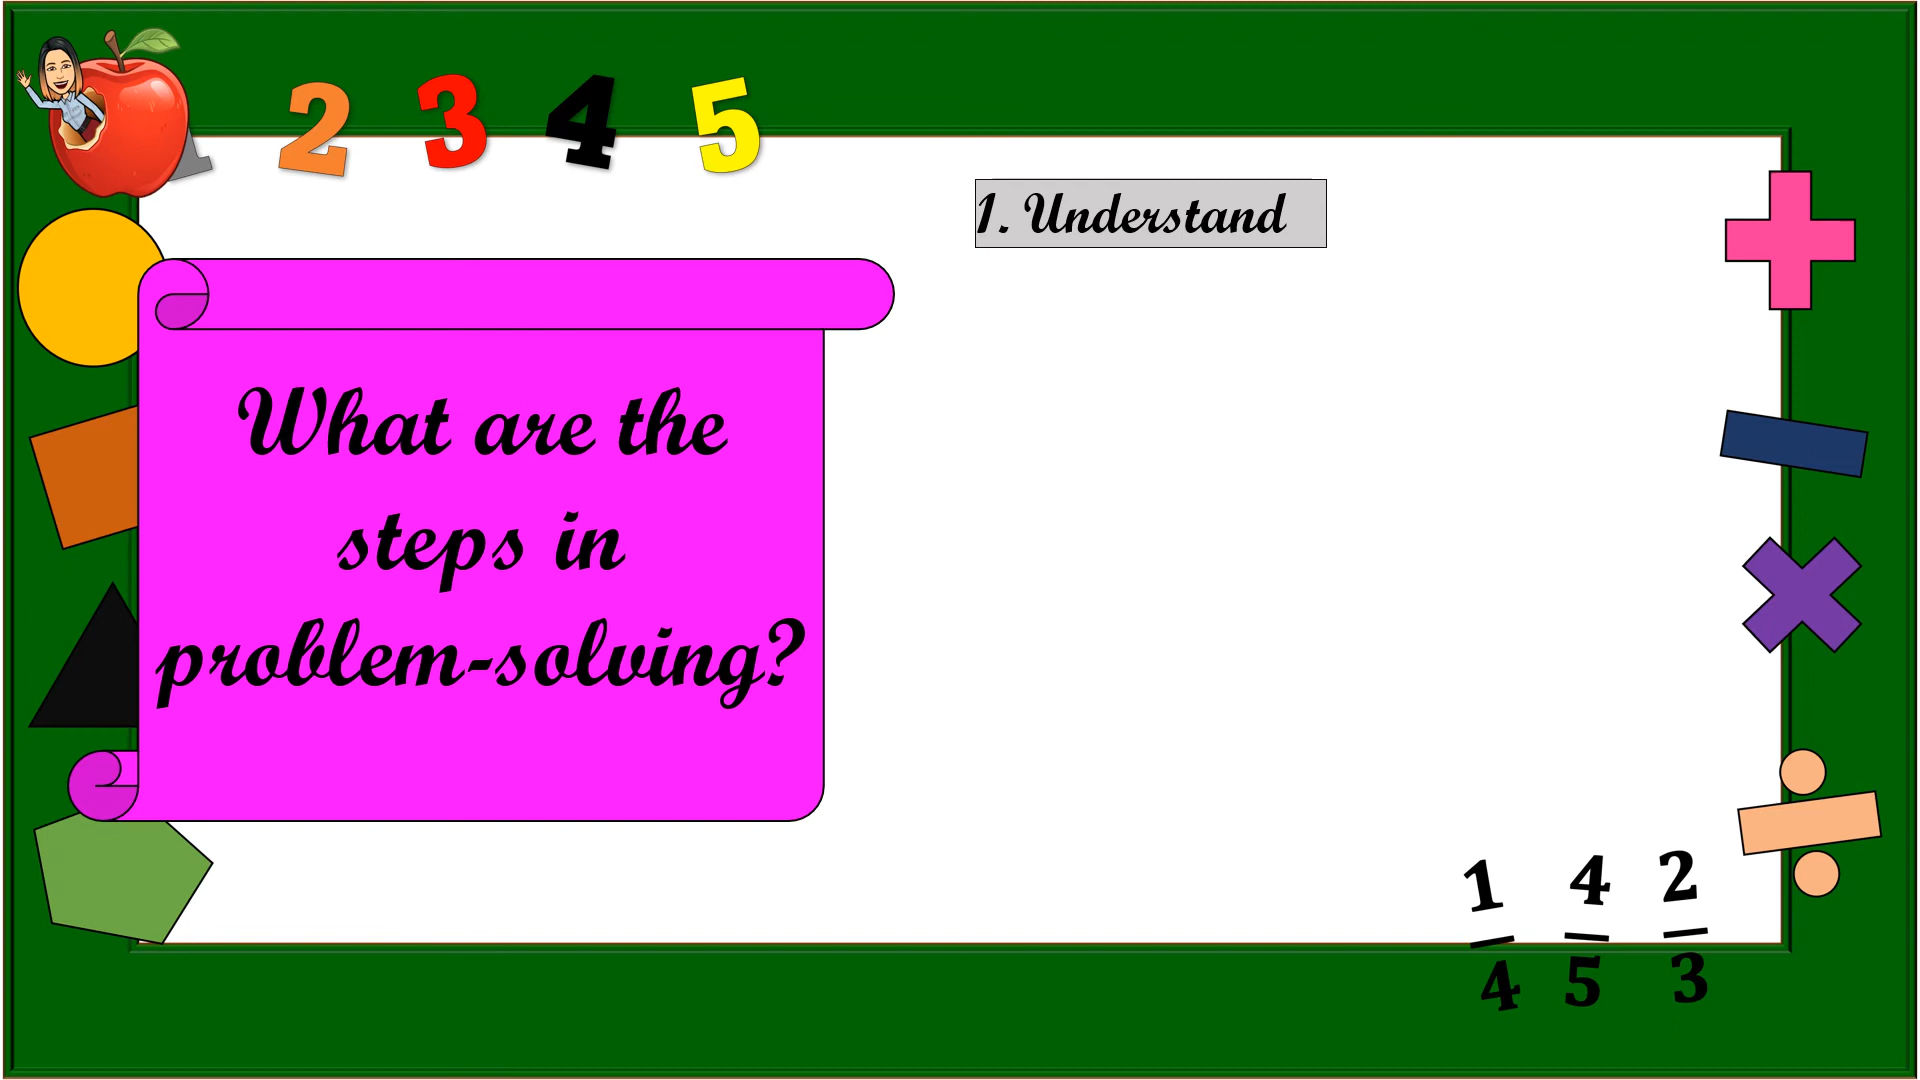 1 2 3 4 5
1. Understand
What are the
steps in
problem-solving?
1 4 2
4 5 3